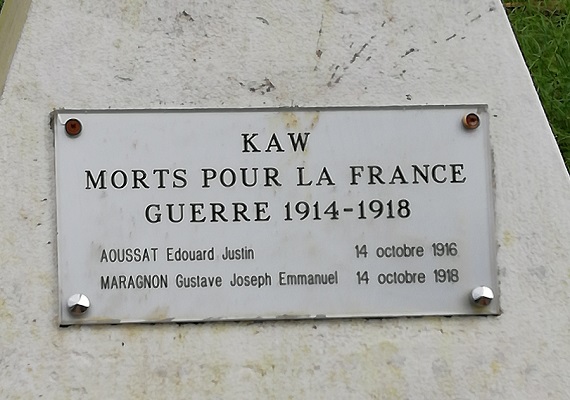 KAW
MORTS POUR LA FRANCE
GUERRE 1914-1918
AOUSSAT Edouard Justin 14 octobre 1916
MARAGNON Gustave Joseph Emmanuel 14 octobre 1918